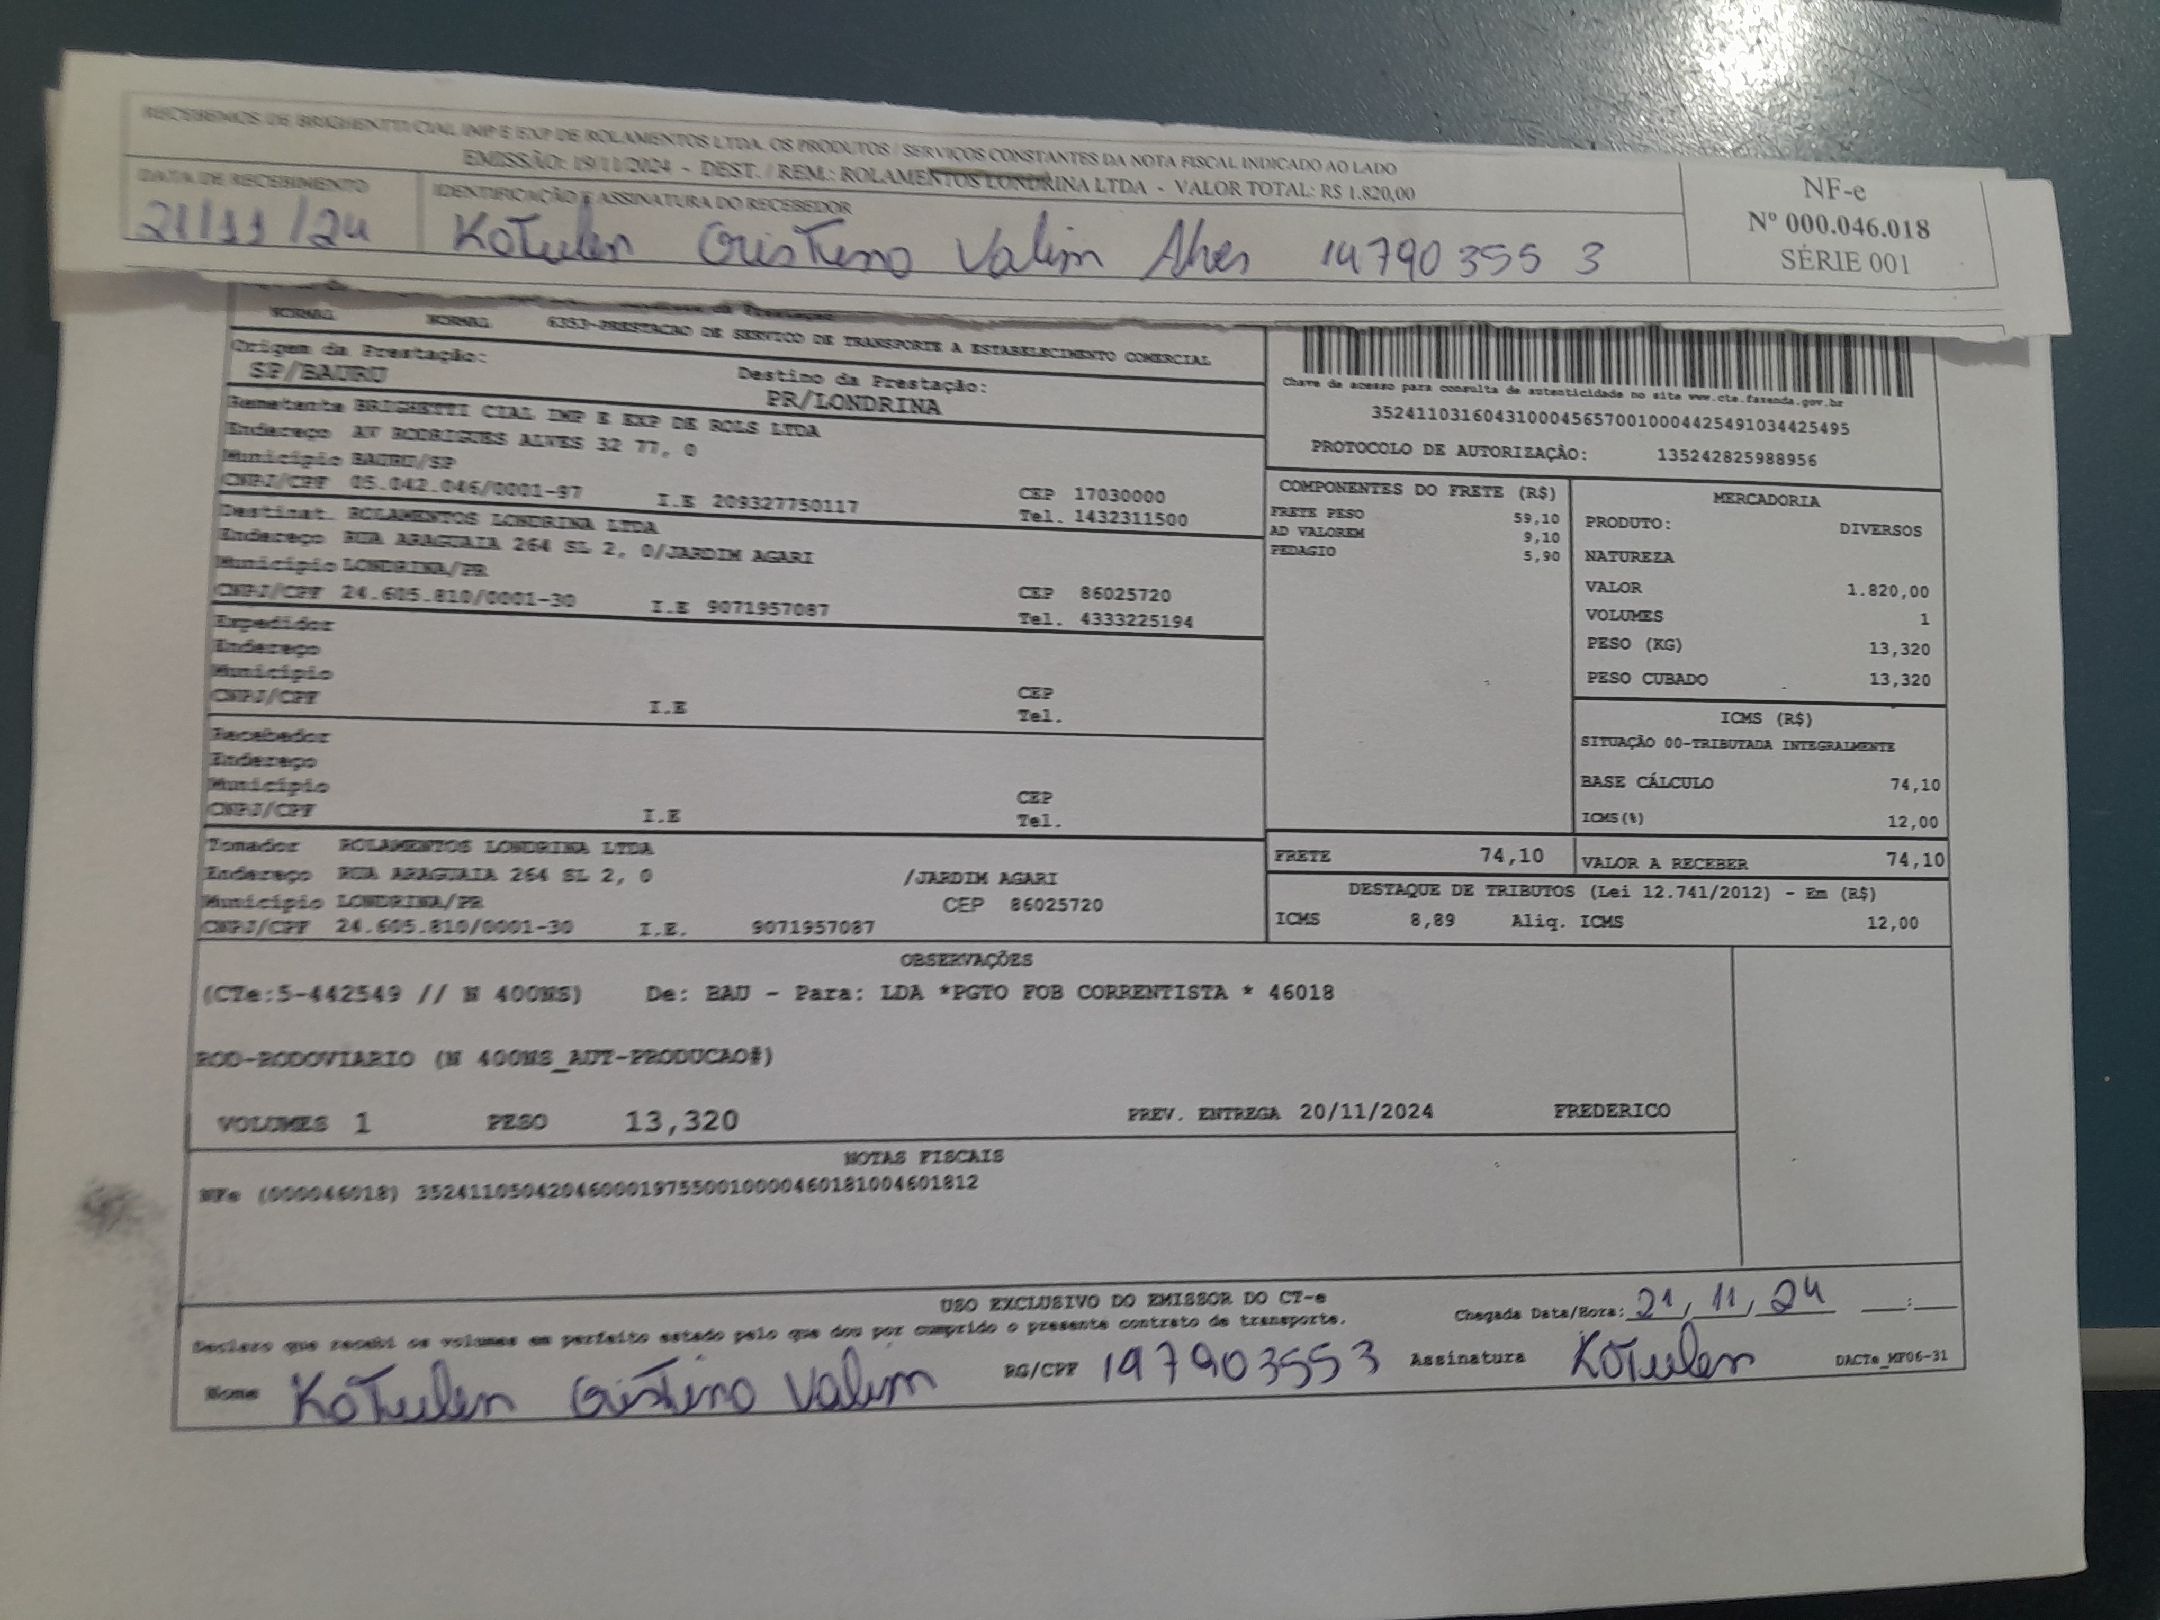 RECEBEMOS DE BRIGHENTTI CIAL IMP E EXP DE ROLAMENTOS LTDA. OS PRODUTOS / SERVIÇOS CONSTANTES DA NOTA FISCAL INDICADO AO LADO
EMISSÃO: 19/11/2024 - DEST. / REM.: ROLAMENTOS LONDRINA LTDA - VALOR TOTAL: R$ 1.820,00
NF-e
Nº 000.046.018
SÉRIE 001
DATA DE RECEBIMENTO
IDENTIFICAÇÃO E ASSINATURA DO RECEBEDOR
21/11/24
Cristino Valim Alves 197903553
NORMAL NORMAL 6353-PRESTACAO DE SERVICO DE TRANSPORTE A ESTABELECIMENTO COMERCIAL
Origem da Prestação:
SP/BAURU
Destino da Prestação:
PR/LONDRINA
Chave de acesso para consulta de autenticidade no site www.cte.fazenda.gov.br
35241103160431000456570010004425491034425495
PROTOCOLO DE AUTORIZAÇÃO: 135242825988956
Remetente BRIGHETTI CIAL IMP E EXP DE ROLS LTDA
Endereço AV RODRIGUES ALVES 32 77, 0
Município BAURU/SP CEP 17030000
CNPJ/CPF 05.042.046/0001-97 I.E 209327750117 Tel. 1432311500
Destinat. ROLAMENTOS LONDRINA LTDA
Endereço RUA ARAGUAIA 264 SL 2, 0/JARDIM AGARI
Município LONDRINA/PR CEP 86025720
CNPJ/CPF 24.605.810/0001-30 I.E 9071957087 Tel. 4333225194
Expedidor
Endereço
Município CEP
CNPJ/CPF I.E Tel.
Recebedor
Endereço
Município CEP
CNPJ/CPF I.E Tel.
Tomador ROLAMENTOS LONDRINA LTDA
Endereço RUA ARAGUAIA 264 SL 2, 0 /JARDIM AGARI
Município LONDRINA/PR CEP 86025720
CNPJ/CPF 24.605.810/0001-30 I.E. 9071957087
COMPONENTES DO FRETE (R$)
FRETE PESO 59,10
AD VALOREM 9,10
PEDAGIO 5,90
MERCADORIA
PRODUTO: DIVERSOS
NATUREZA
VALOR 1.820,00
VOLUMES 1
PESO (KG) 13,320
PESO CUBADO 13,320
ICMS (R$)
SITUAÇÃO 00-TRIBUTADA INTEGRALMENTE
BASE CÁLCULO 74,10
ICMS(%) 12,00
FRETE 74,10 VALOR A RECEBER 74,10
DESTAQUE DE TRIBUTOS (Lei 12.741/2012) - Em (R$)
ICMS 8,89 Aliq. ICMS 12,00
OBSERVAÇÕES
(CTe:5-442549 // N 400NS) De: BAU - Para: LDA *PGTO FOB CORRENTISTA * 46018
ROD-RODOVIARIO (N 400NS_AUT-PRODUCAO#)
VOLUMES 1 PESO 13,320 PREV. ENTREGA 20/11/2024 FREDERICO
NOTAS FISCAIS
NFe (000046018) 35241105042046000197550010000460181004601812
USO EXCLUSIVO DO EMISSOR DO CT-e
Declaro que recebi os volumes em perfeito estado pelo que dou por cumprido o presente contrato de transporte.
Chegada Data/Hora: 21/11/24 __:__
Nome Cristino Valim RG/CPF 197903553 Assinatura
DACTe_MF06-31